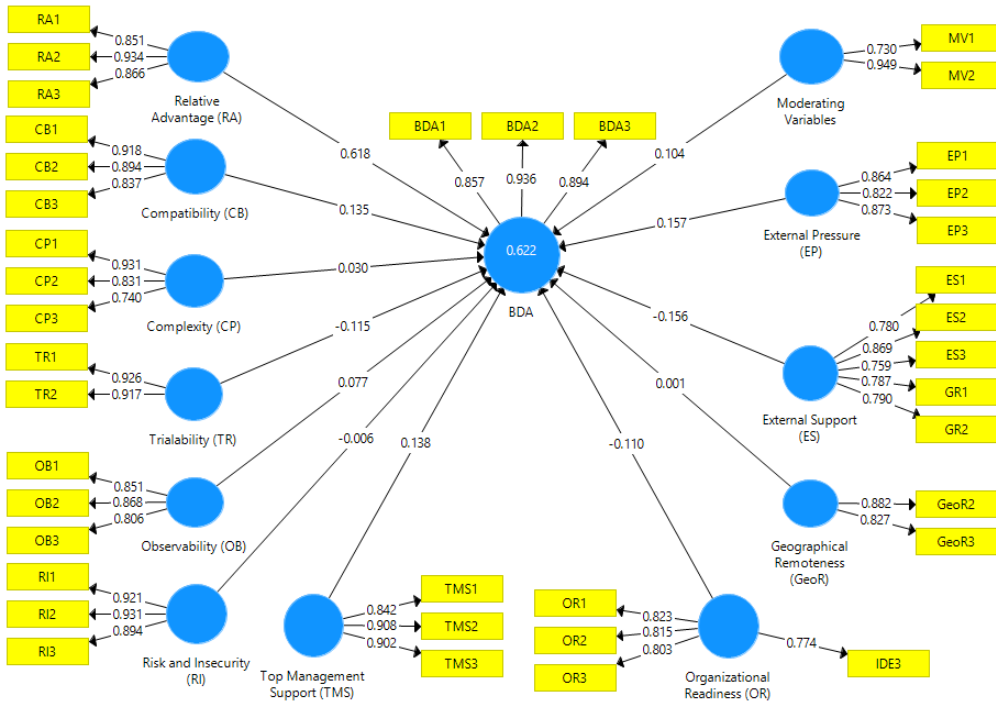 RA1
0.851
RA2
0.934
RA3
0.866
Relative
Advantage (RA)
CB1
0.918
CB2
0.894
CB3
0.837
Compatibility (CB)
CP1
0.931
CP2
0.831
CP3
0.740
Complexity (CP)
TR1
0.926
TR2
0.917
Trialability (TR)
OB1
0.851
OB2
0.868
OB3
0.806
Observability (OB)
RI1
0.921
RI2
0.931
RI3
0.894
Risk and Insecurity
(RI)
0.618
0.135
0.030
-0.115
0.077
-0.006
0.138
BDA1
BDA2
BDA3
0.857
0.936
0.894
0.622
BDA
0.104
0.157
-0.156
0.001
-0.110
TMS1
0.842
TMS2
0.908
TMS3
0.902
Top Management
Support (TMS)
OR1
0.823
OR2
0.815
OR3
0.803
0.774
IDE3
Organizational
Readiness (OR)
MV1
0.730
MV2
0.949
Moderating
Variables
EP1
0.864
EP2
0.822
EP3
0.873
External Pressure
(EP)
ES1
0.780
ES2
0.869
ES3
0.759
GR1
0.787
GR2
0.790
External Support
(ES)
GeoR2
0.882
GeoR3
0.827
Geographical
Remoteness
(GeoR)